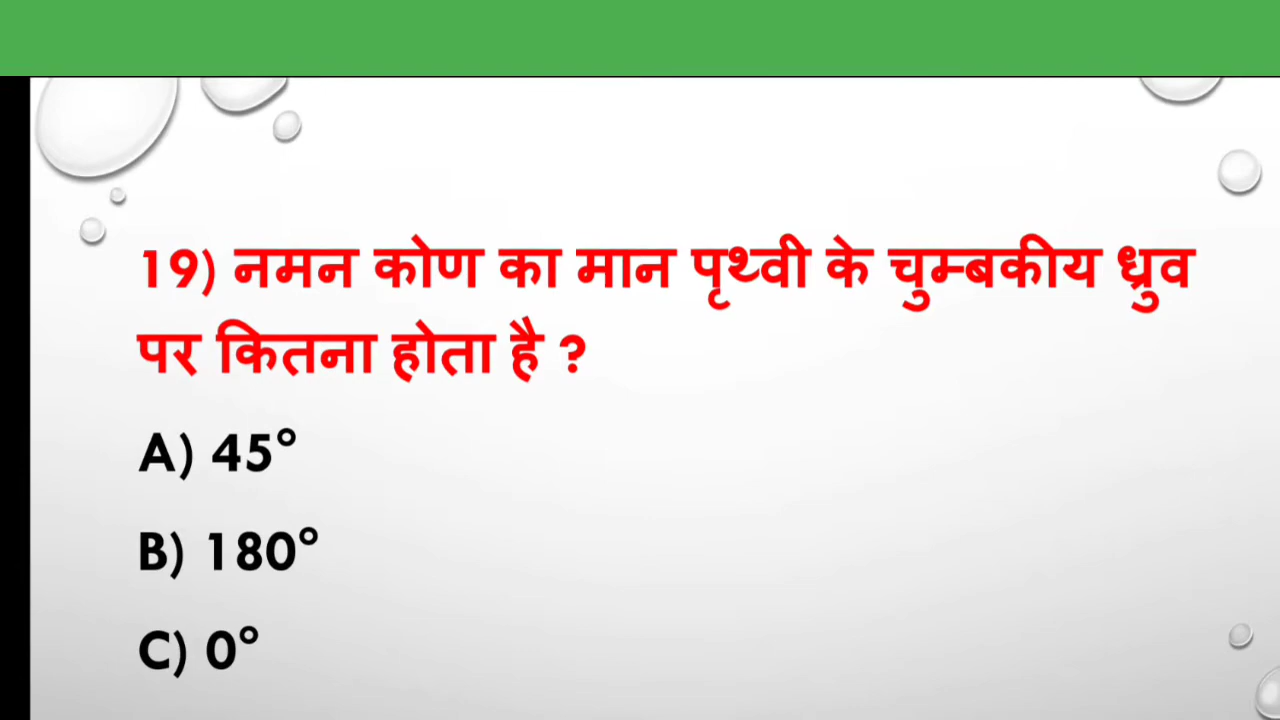 19) नमन कोण का मान पृथ्वी के चुम्बकीय ध्रुव
पर कितना होता है ?
A) 45°
B) 180°
C) 0°